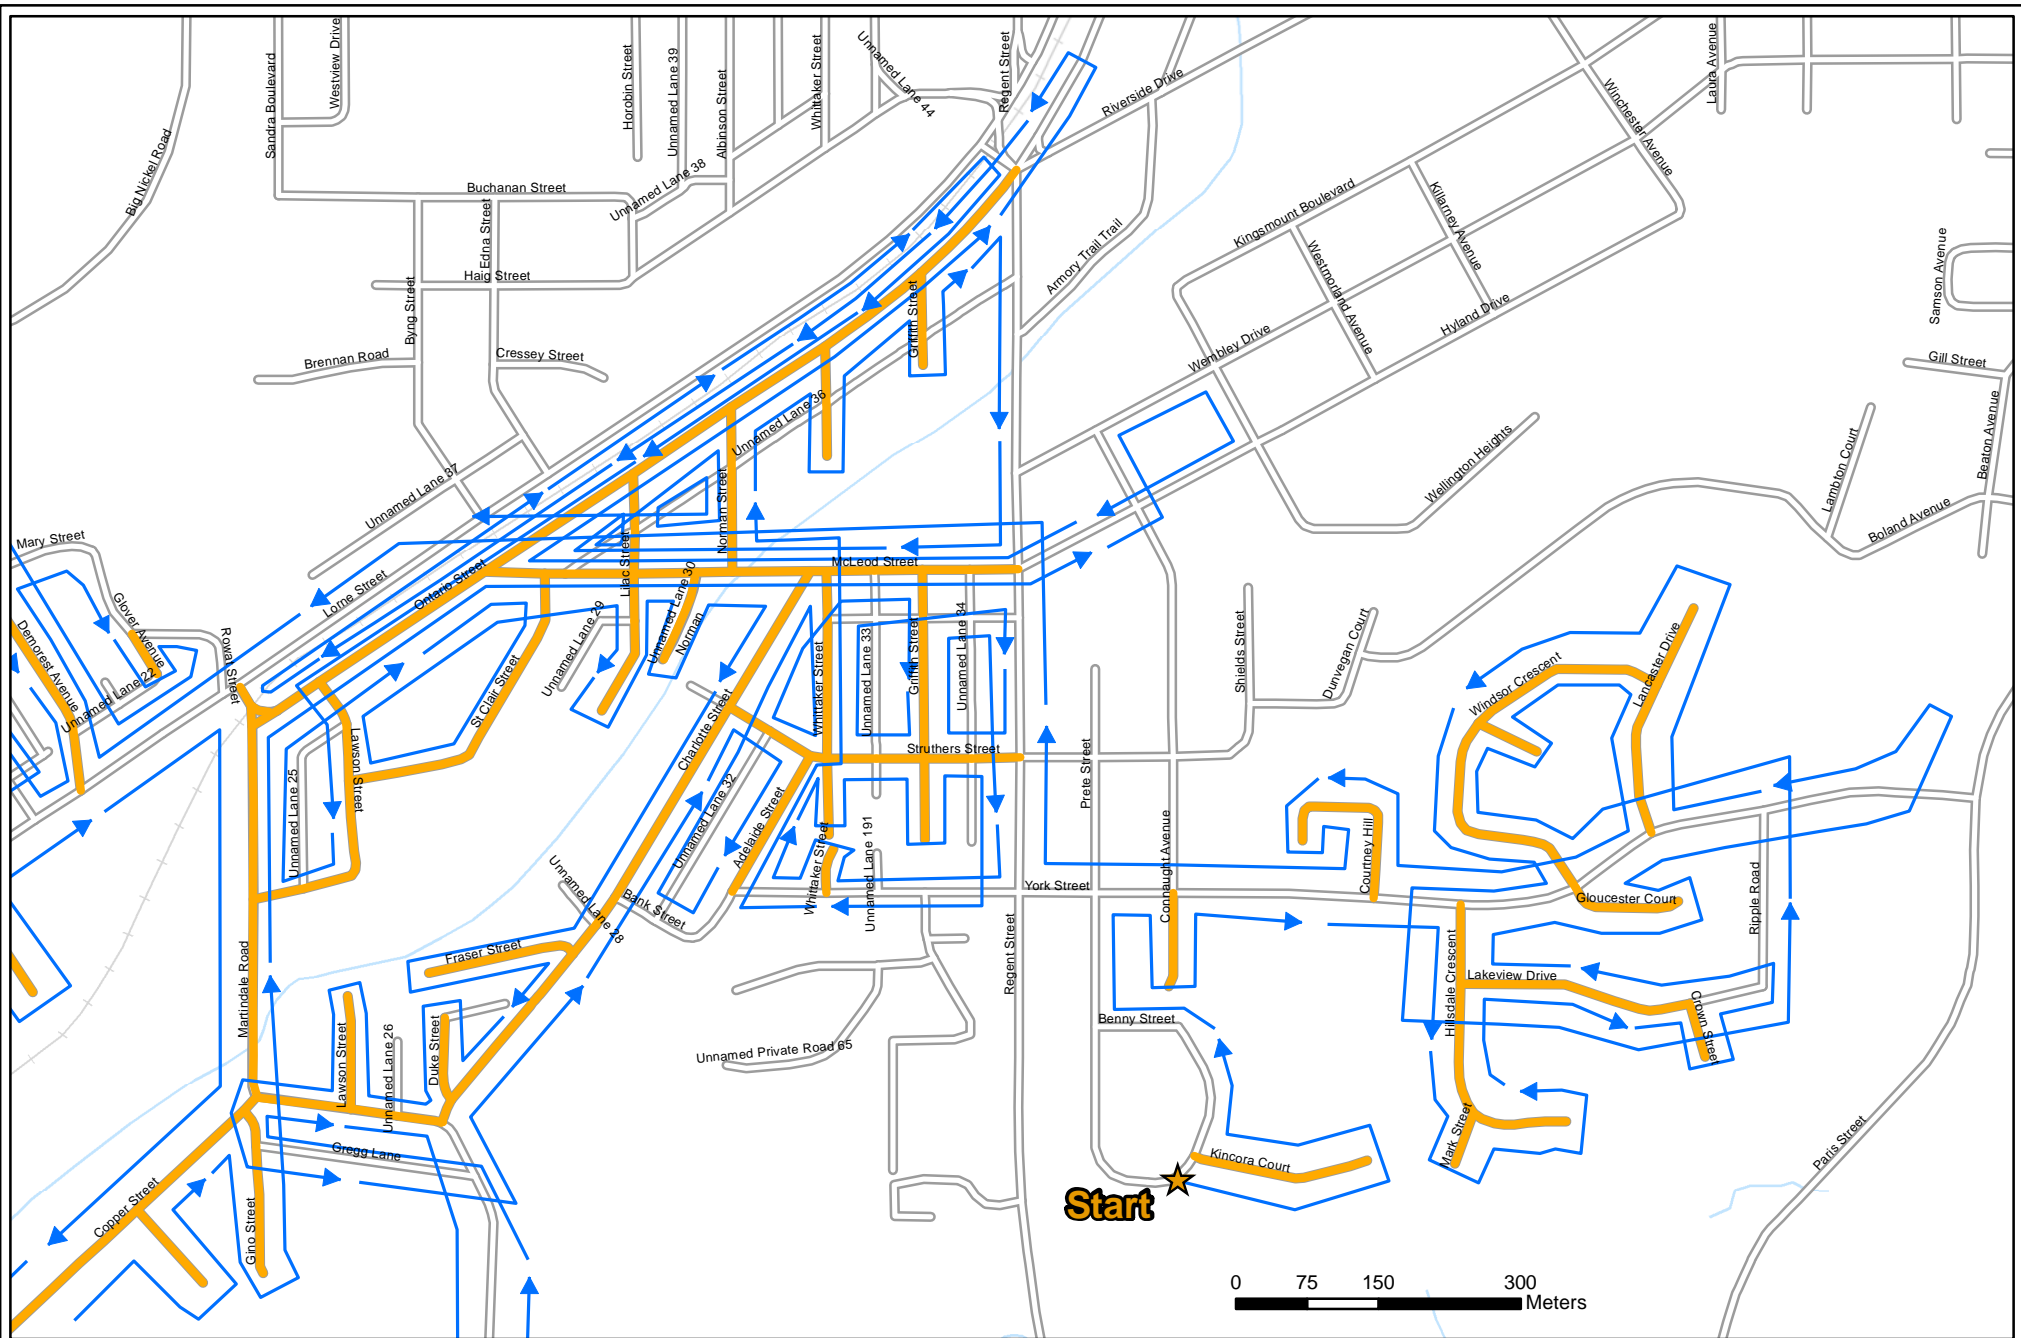 Westview Drive
Sandra Boulevard
Big Nickel Road
Horobin Street
Unnamed Lane 39
Albinson Street
Whittaker Street
Unnamed Lane 44
Regent Street
Riverside Drive
Laura Avenue
Winchester Avenue
Buchanan Street
Unnamed Lane 38
Edna Street
Haig Street
Byng Street
Brennan Road
Cressey Street
Armory Trail Trail
Kingsmount Boulevard
Killarney Avenue
Westmorland Avenue
Hyland Drive
Wembley Drive
Samson Avenue
Gill Street
Beaton Avenue
Lambton Court
Boland Avenue
Wellington Heights
Griffith Street
Unnamed Lane 36
Norman Street
Unnamed Lane 37
Mary Street
Glover Avenue
Lorne Street
Ontario Street
Lilac Street
McLeod Street
Unnamed Lane 30
Norman
Unnamed Lane 29
Demorest Avenue
Unnamed Lane 22
Rowat Street
St Clair Street
Lawson Street
Unnamed Lane 25
Charlotte Street
Whittaker Street
Unnamed Lane 33
Griffith Street
Unnamed Lane 34
Struthers Street
Unnamed Lane 32
Adelaide Street
Whittaker Street
Unnamed Lane 191
Prete Street
Shields Street
Dunvegan Court
Windsor Crescent
Lancaster Drive
Courtney Hill
Connaught Avenue
York Street
Gloucester Court
Ripple Road
Bank Street
Unnamed Lane 28
Fraser Street
Regent Street
Hillsdale Crescent
Lakeview Drive
Crown Street
Martindale Road
Lawson Street
Unnamed Lane 26
Duke Street
Unnamed Private Road 65
Benny Street
Mark Street
Kincora Court
Paris Street
Gregg Lane
Copper Street
Gino Street
Start
0 75 150 300
Meters